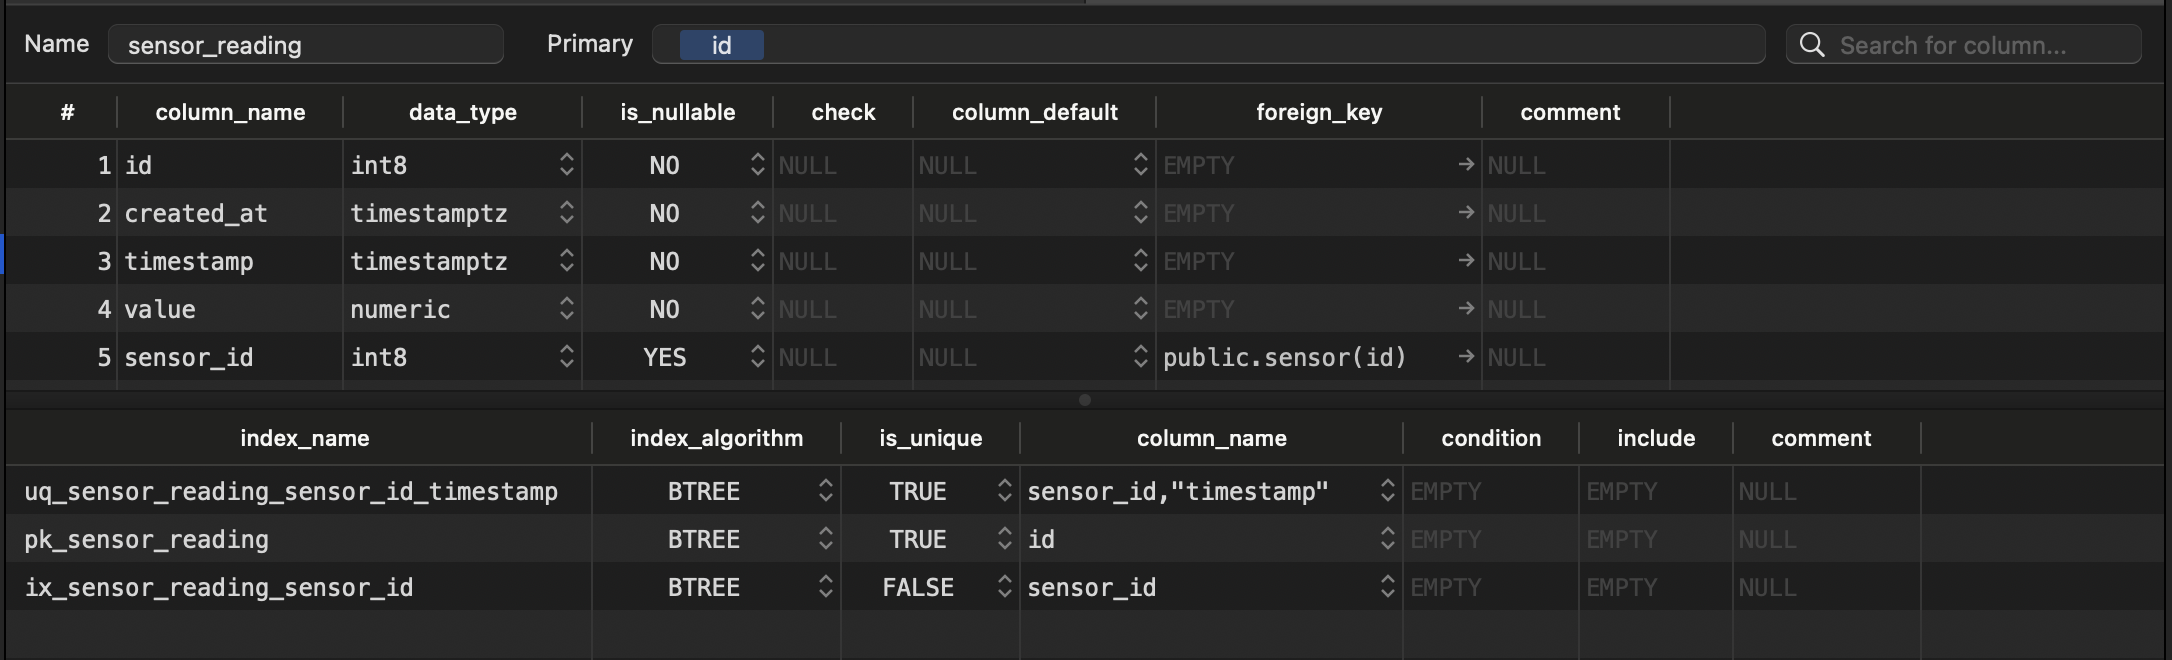 Name sensor_reading Primary id Search for column...
# column_name data_type is_nullable check column_default foreign_key comment
1 id int8 NO NULL NULL EMPTY → NULL
2 created_at timestamptz NO NULL NULL EMPTY → NULL
3 timestamp timestamptz NO NULL NULL EMPTY → NULL
4 value numeric NO NULL NULL EMPTY → NULL
5 sensor_id int8 YES NULL NULL public.sensor(id) → NULL
index_name index_algorithm is_unique column_name condition include comment
uq_sensor_reading_sensor_id_timestamp BTREE TRUE sensor_id,"timestamp" EMPTY EMPTY NULL
pk_sensor_reading BTREE TRUE id EMPTY EMPTY NULL
ix_sensor_reading_sensor_id BTREE FALSE sensor_id EMPTY EMPTY NULL